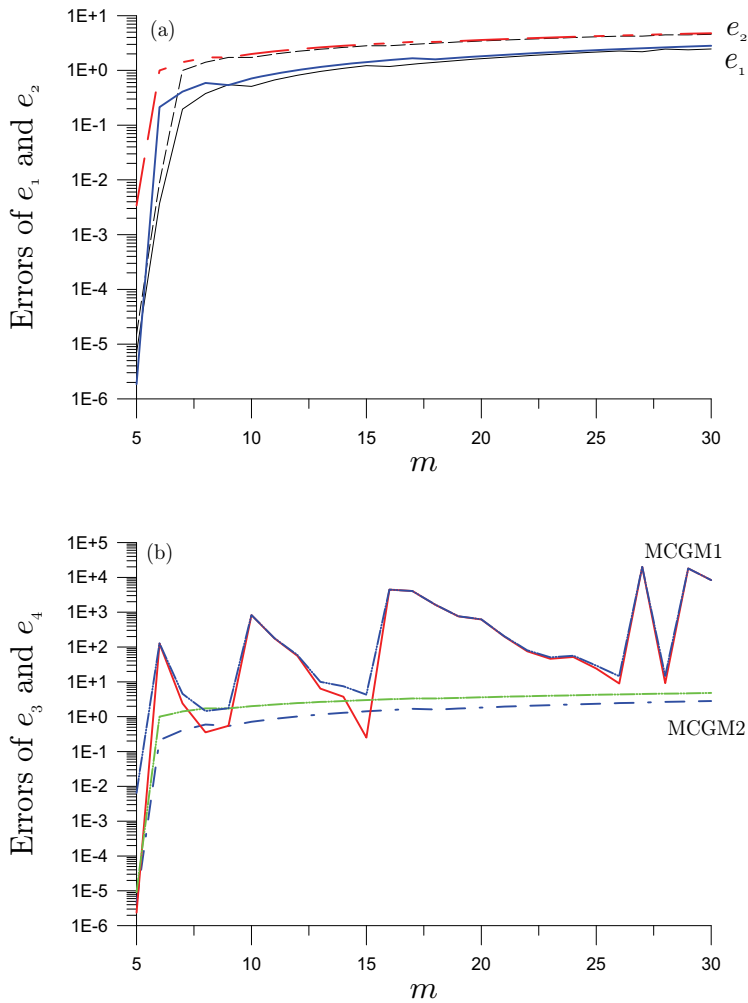 (a)
1E+1
1E+0
1E-1
1E-2
1E-3
1E-4
1E-5
1E-6
Errors of e₁ and e₂
e₂
e₁
5 10 15 20 25 30
m
(b)
1E+5
1E+4
1E+3
1E+2
1E+1
1E+0
1E-1
1E-2
1E-3
1E-4
1E-5
1E-6
Errors of e₃ and e₄
MCGM1
MCGM2
5 10 15 20 25 30
m